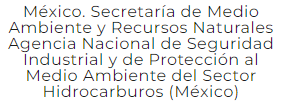 México. Secretaría de Medio
Ambiente y Recursos Naturales
Agencia Nacional de Seguridad
Industrial y de Protección al
Medio Ambiente del Sector
Hidrocarburos (México)